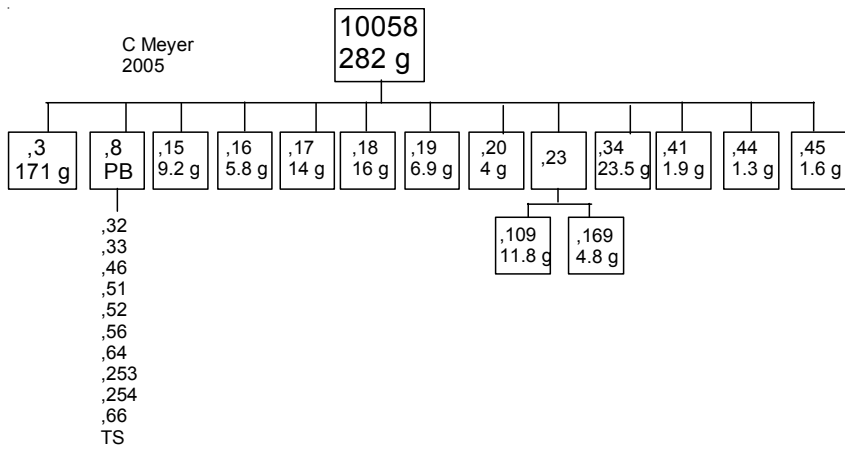 C Meyer
2005
10058
282 g
,3
171 g
,8
PB
,15
9.2 g
,16
5.8 g
,17
14 g
,18
16 g
,19
6.9 g
,20
4 g
,23
,34
23.5 g
,41
1.9 g
,44
1.3 g
,45
1.6 g
,109
11.8 g
,169
4.8 g
,32
,33
,46
,51
,52
,56
,64
,253
,254
,66
TS